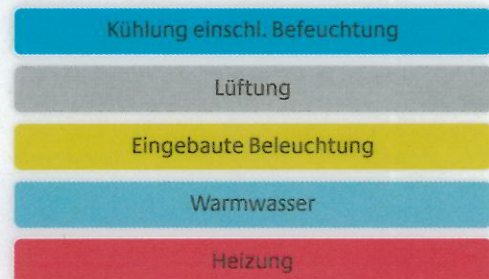 Kühlung einschl. Befeuchtung
Lüftung
Eingebaute Beleuchtung
Warmwasser
Heizung